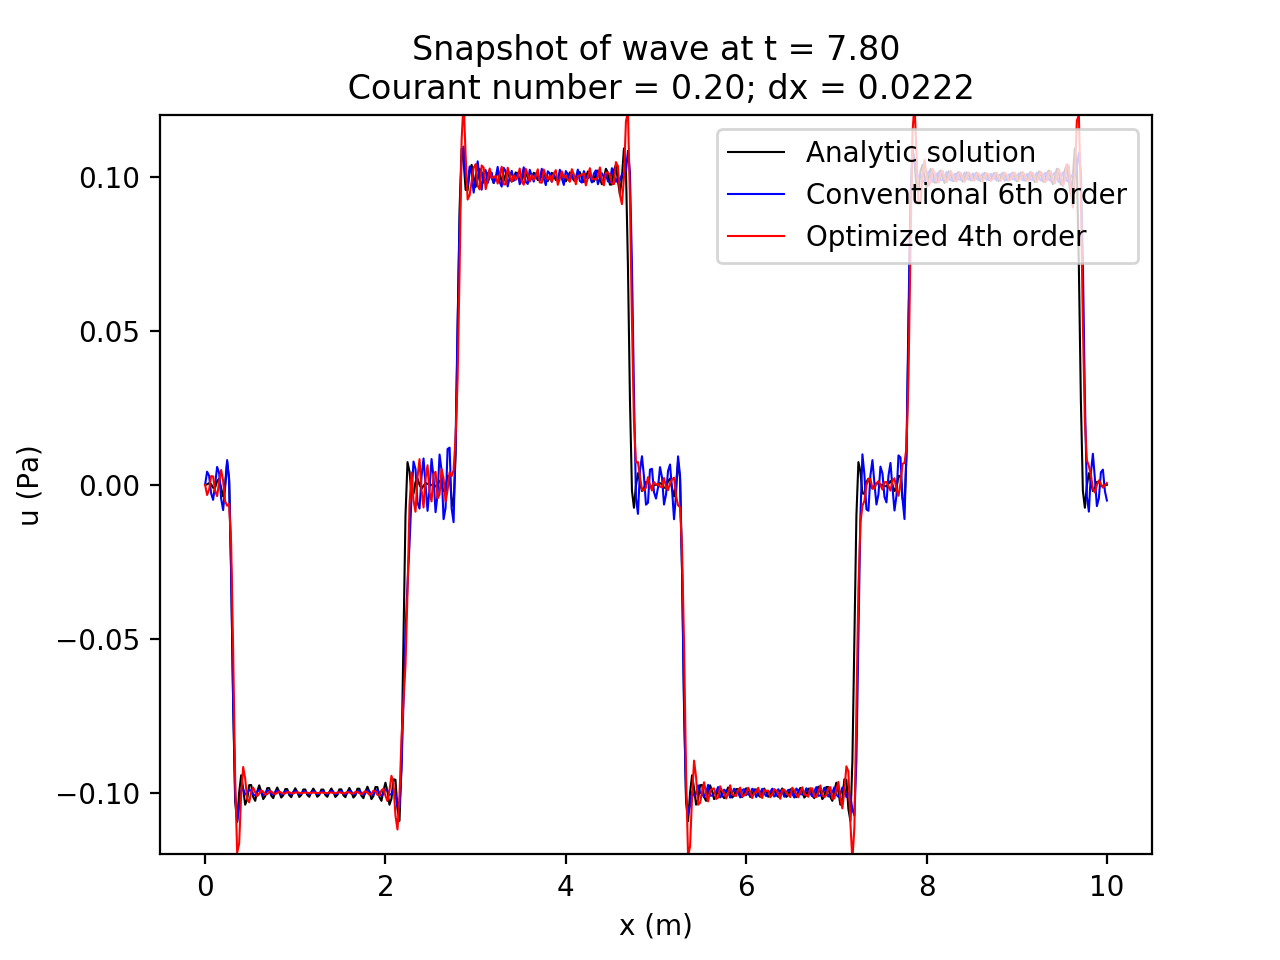 Snapshot of wave at t = 7.80
Courant number = 0.20; dx = 0.0222
Analytic solution
Conventional 6th order
Optimized 4th order
0.10
0.05
0.00
−0.05
−0.10
u (Pa)
0 2 4 6 8 10
x (m)